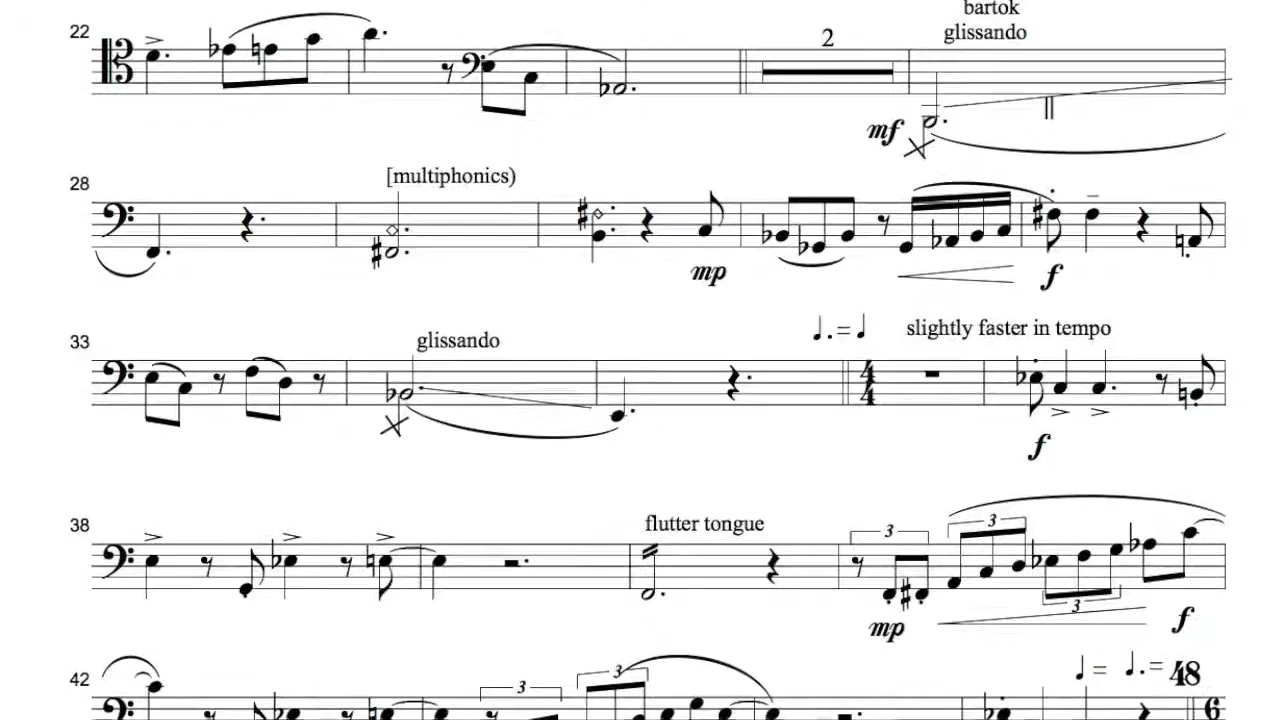 bartok
22 2 glissando
mf
28 [multiphonics)
mp f
33 glissando = slightly faster in tempo
4
4
f
38 flutter tongue 3 3
3
mp f
42 3 3 = = 48
6